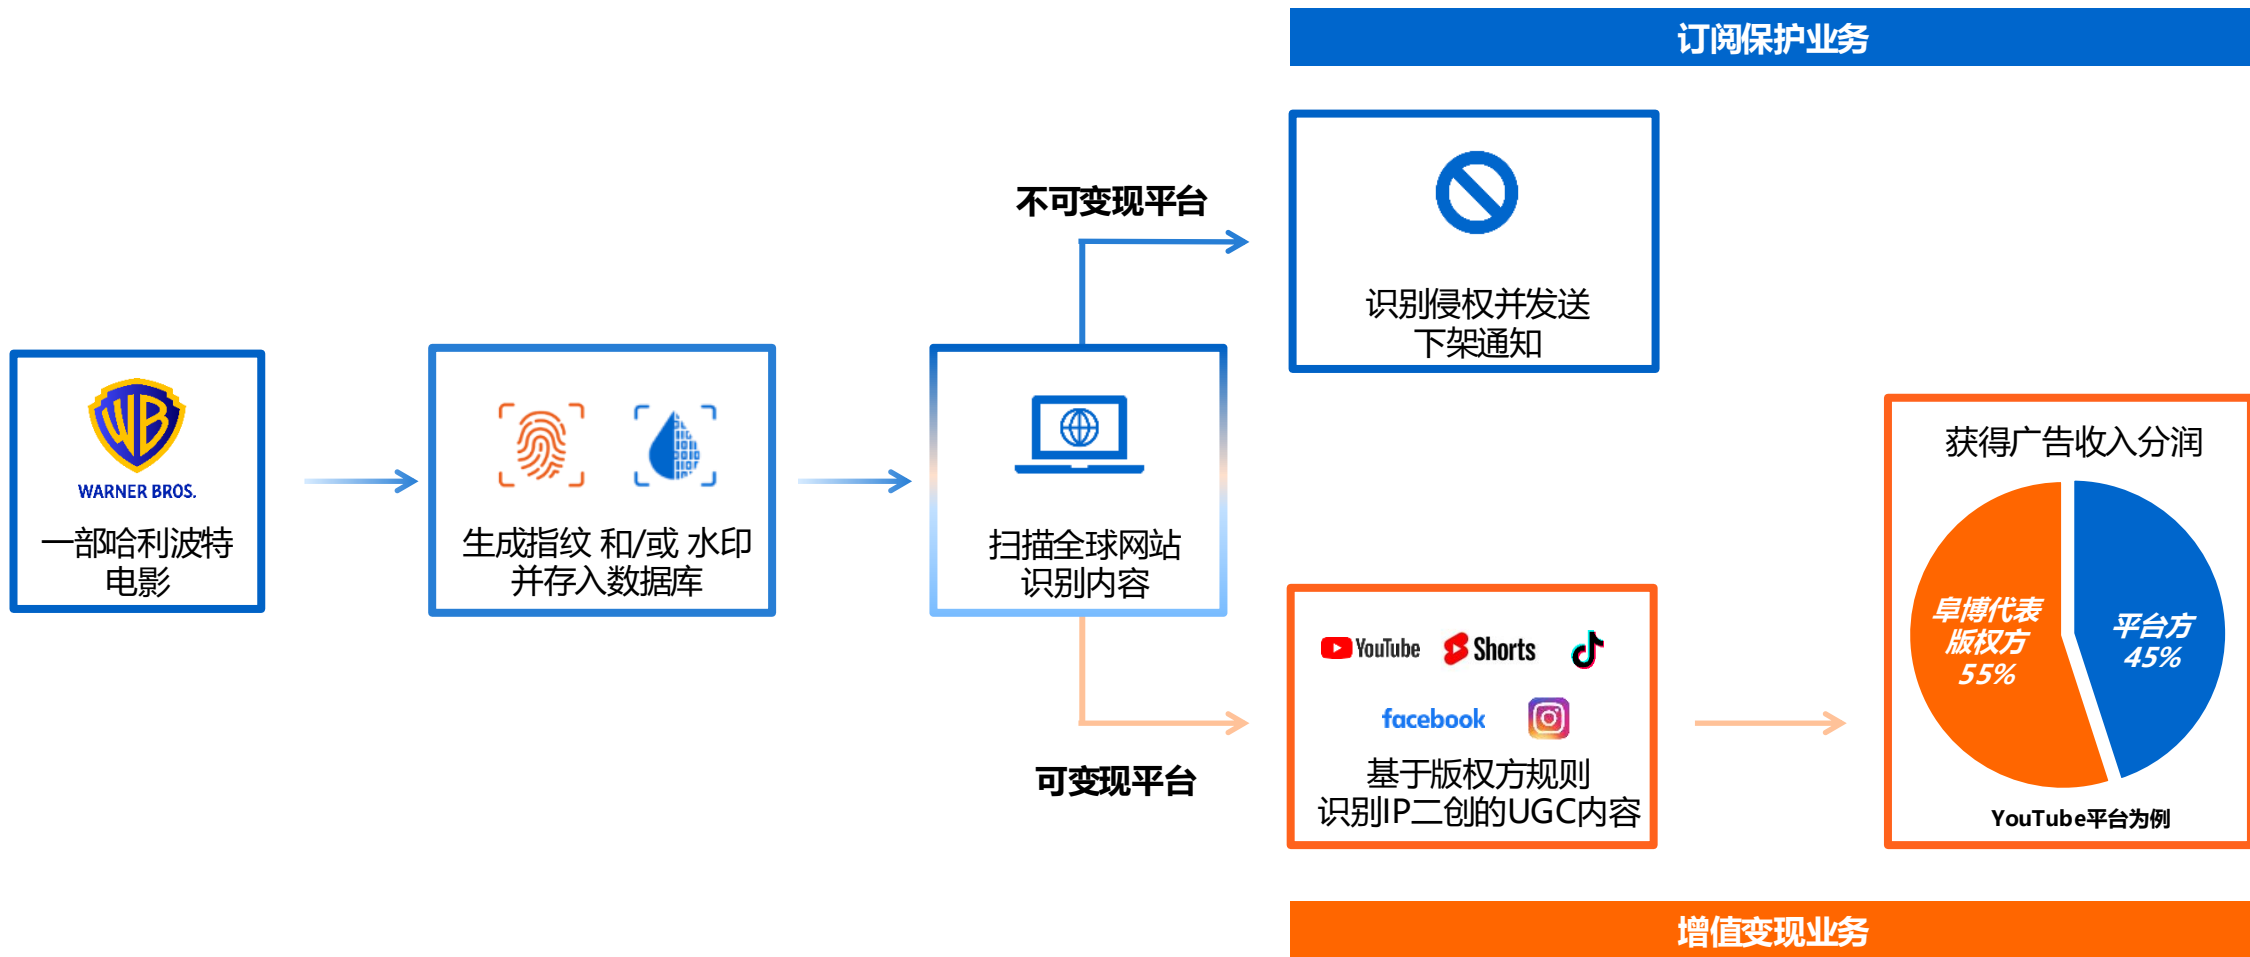 订阅保护业务
不可变现平台
识别侵权并发送
下架通知
WARNER BROS.
一部哈利波特
电影
生成指纹 和/或 水印
并存入数据库
扫描全球网站
识别内容
可变现平台
YouTube
Shorts
facebook
基于版权方规则
识别IP二创的UGC内容
获得广告收入分润
阜博代表
版权方
55%
平台方
45%
YouTube平台为例
增值变现业务